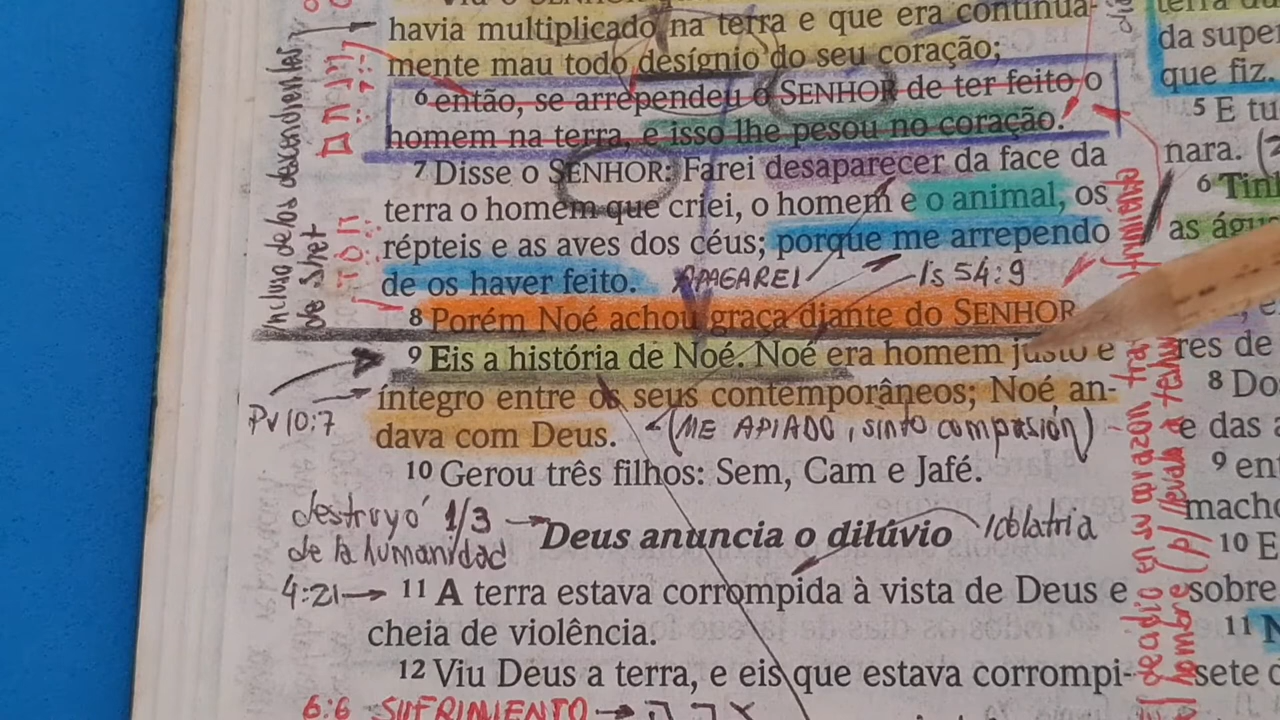 havia multiplicado na terra e que era continua-
mente mau todo desígnio do seu coração;
6 então, se arrependeu o SENHOR de ter feito o
homem na terra, e isso lhe pesou no coração.
7 Disse o SENHOR: Farei desaparecer da face da
terra o homem que criei, o homem e o animal, os
répteis e as aves dos céus; porque me arrependo
de os haver feito.
APAGAREI
Is 54:9
8 Porém Noé achou graça diante do SENHOR
9 Eis a história de Noé. Noé era homem justo e
íntegro entre os seus contemporâneos; Noé an-
dava com Deus.
(ME APIADO, sinto compasión)
10 Gerou três filhos: Sem, Cam e Jafé.
destruyó 1/3
de la humanidad
Deus anuncia o dilúvio
Idolatria
4:21
11 A terra estava corrompida à vista de Deus e
cheia de violência.
12 Viu Deus a terra, e eis que estava corrompi-
6:6 SUFRIMIENTO
Pv 10:7
incluso de los descendientes
de Shet
da super
que fiz.
5 E tu
nara.
6 Tin
as águ
res de
8 Do
e das a
9 en
macho
10 E
sobre
11 N
sete